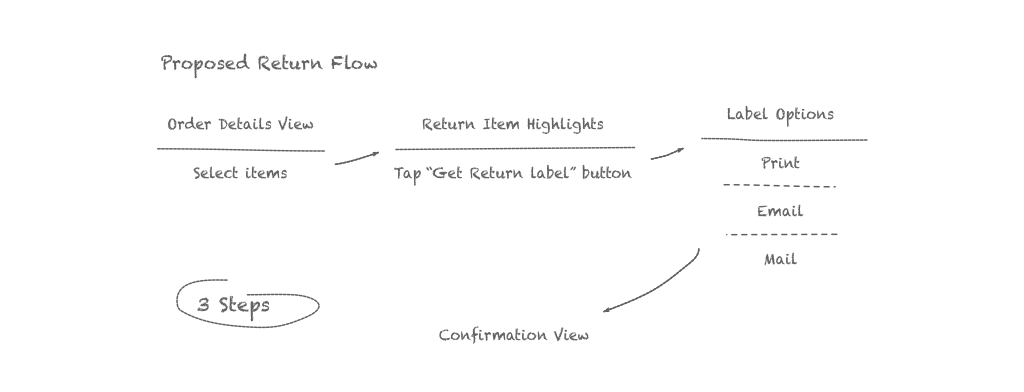 Proposed Return Flow
Order Details View
Select items
Return Item Highlights
Tap “Get Return label” button
Label Options
Print
Email
Mail
3 Steps
Confirmation View